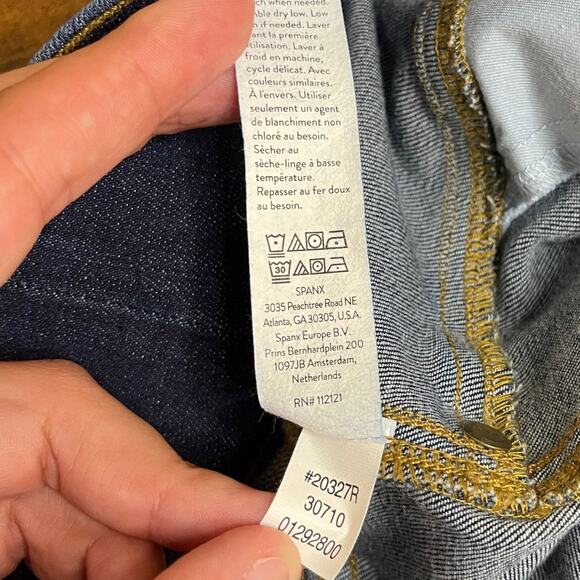 when needed.
dry low. Low
if needed. Laver
la première
utilisation. Laver à
froid en machine,
cycle délicat. Avec
couleurs similaires.
À l'envers. Utiliser
seulement un agent
de blanchiment non
chloré au besoin.
Sécher au
sèche-linge à basse
température.
Repasser au fer doux
au besoin.
30
SPANX
3035 Peachtree Road NE
Atlanta, GA 30305, U.S.A.
Spanx Europe B.V.
Prins Bernhardplein 200
1097JB Amsterdam,
Netherlands
RN# 112121
#20327R
30710
01292800